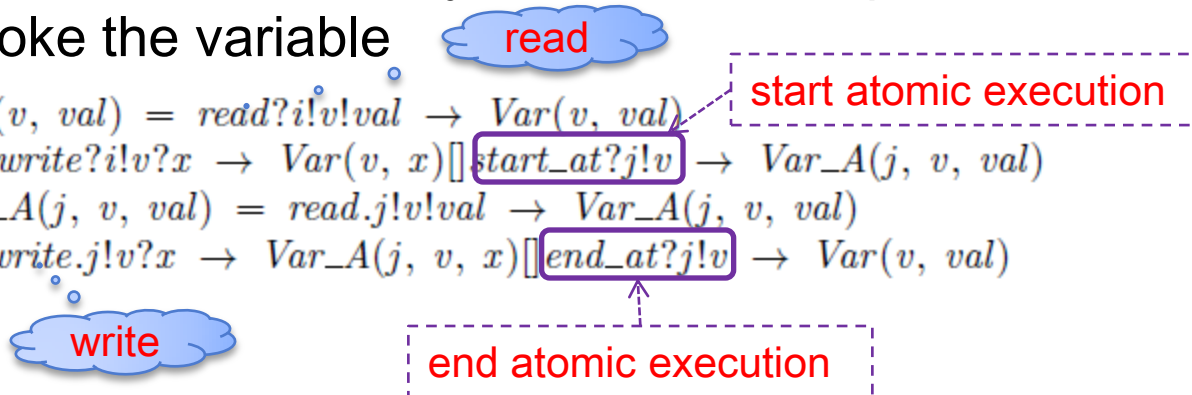 oke the variable
read
start atomic execution
(v, val) = read?i!v!val → Var(v, val)
write?i!v?x → Var(v, x)[]start_at?j!v → Var_A(j, v, val)
_A(j, v, val) = read.j!v!val → Var_A(j, v, val)
write.j!v?x → Var_A(j, v, x)[]end_at?j!v → Var(v, val)
write
end atomic execution